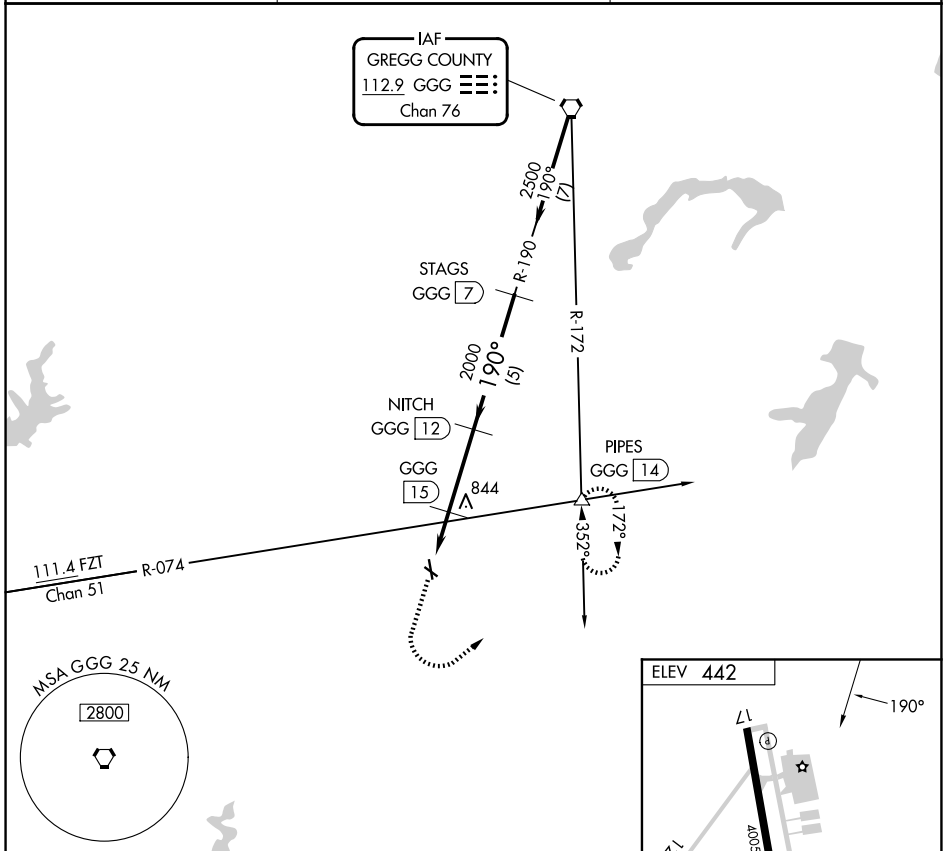 IAF
GREGG COUNTY
112.9 GGG
Chan 76
2500
190°
(7)
R-190
STAGS
GGG 7
R-172
2000
190°
(5)
NITCH
GGG 12
PIPES
GGG 14
GGG
15
844
172°
352°
111.4 FZT
R-074
Chan 51
MSA GGG 25 NM
2800
ELEV 442
190°
17
P
4005